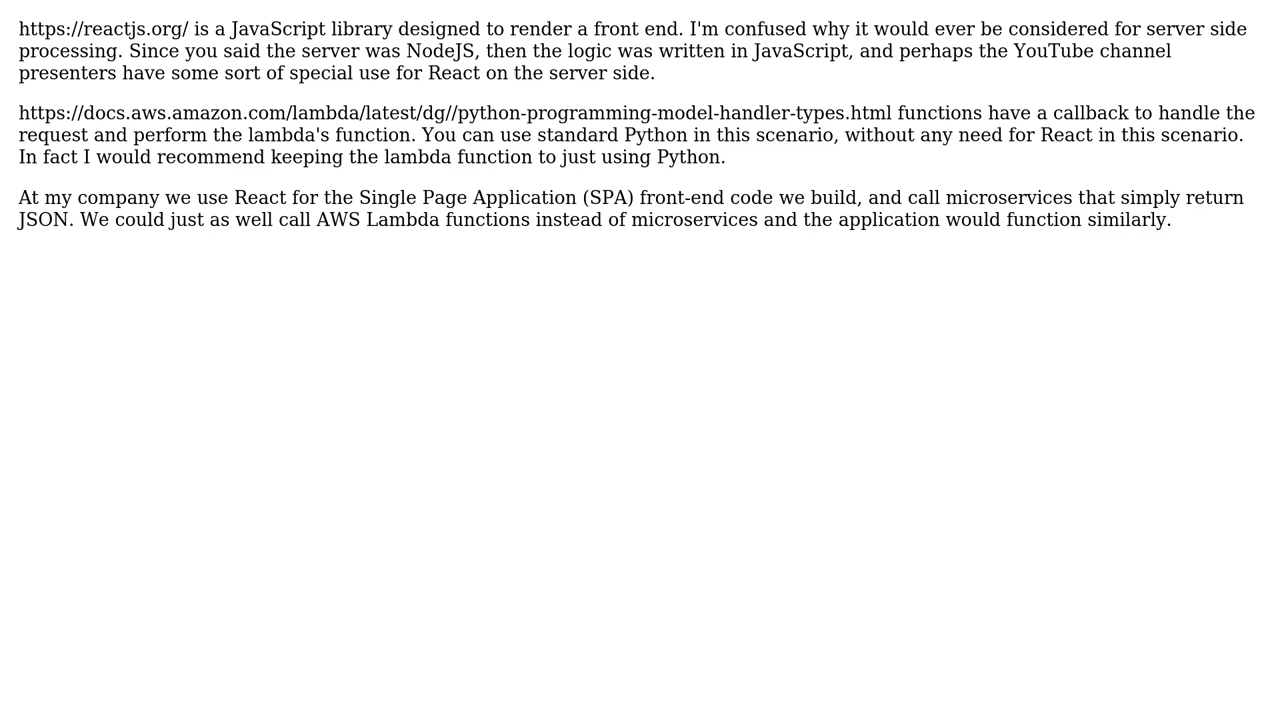 https://reactjs.org/ is a JavaScript library designed to render a front end. I'm confused why it would ever be considered for server side
processing. Since you said the server was NodeJS, then the logic was written in JavaScript, and perhaps the YouTube channel
presenters have some sort of special use for React on the server side.
https://docs.aws.amazon.com/lambda/latest/dg//python-programming-model-handler-types.html functions have a callback to handle the
request and perform the lambda's function. You can use standard Python in this scenario, without any need for React in this scenario.
In fact I would recommend keeping the lambda function to just using Python.
At my company we use React for the Single Page Application (SPA) front-end code we build, and call microservices that simply return
JSON. We could just as well call AWS Lambda functions instead of microservices and the application would function similarly.